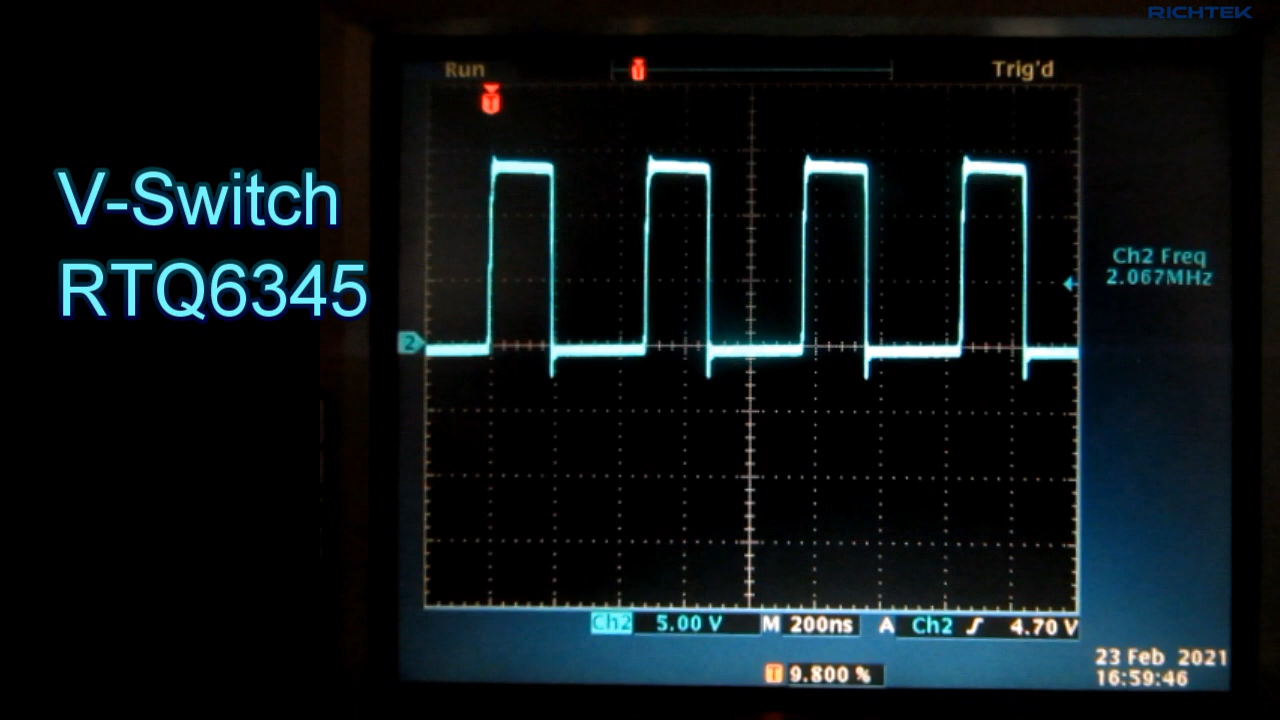 RICHTEK
Run
Trig'd
T
T
V-Switch
RTQ6345
Ch2 Freq
2.067MHz
2
Ch2 5.00 V M 200ns A Ch2 4.70 V
T 9.800 %
23 Feb 2021
16:59:46